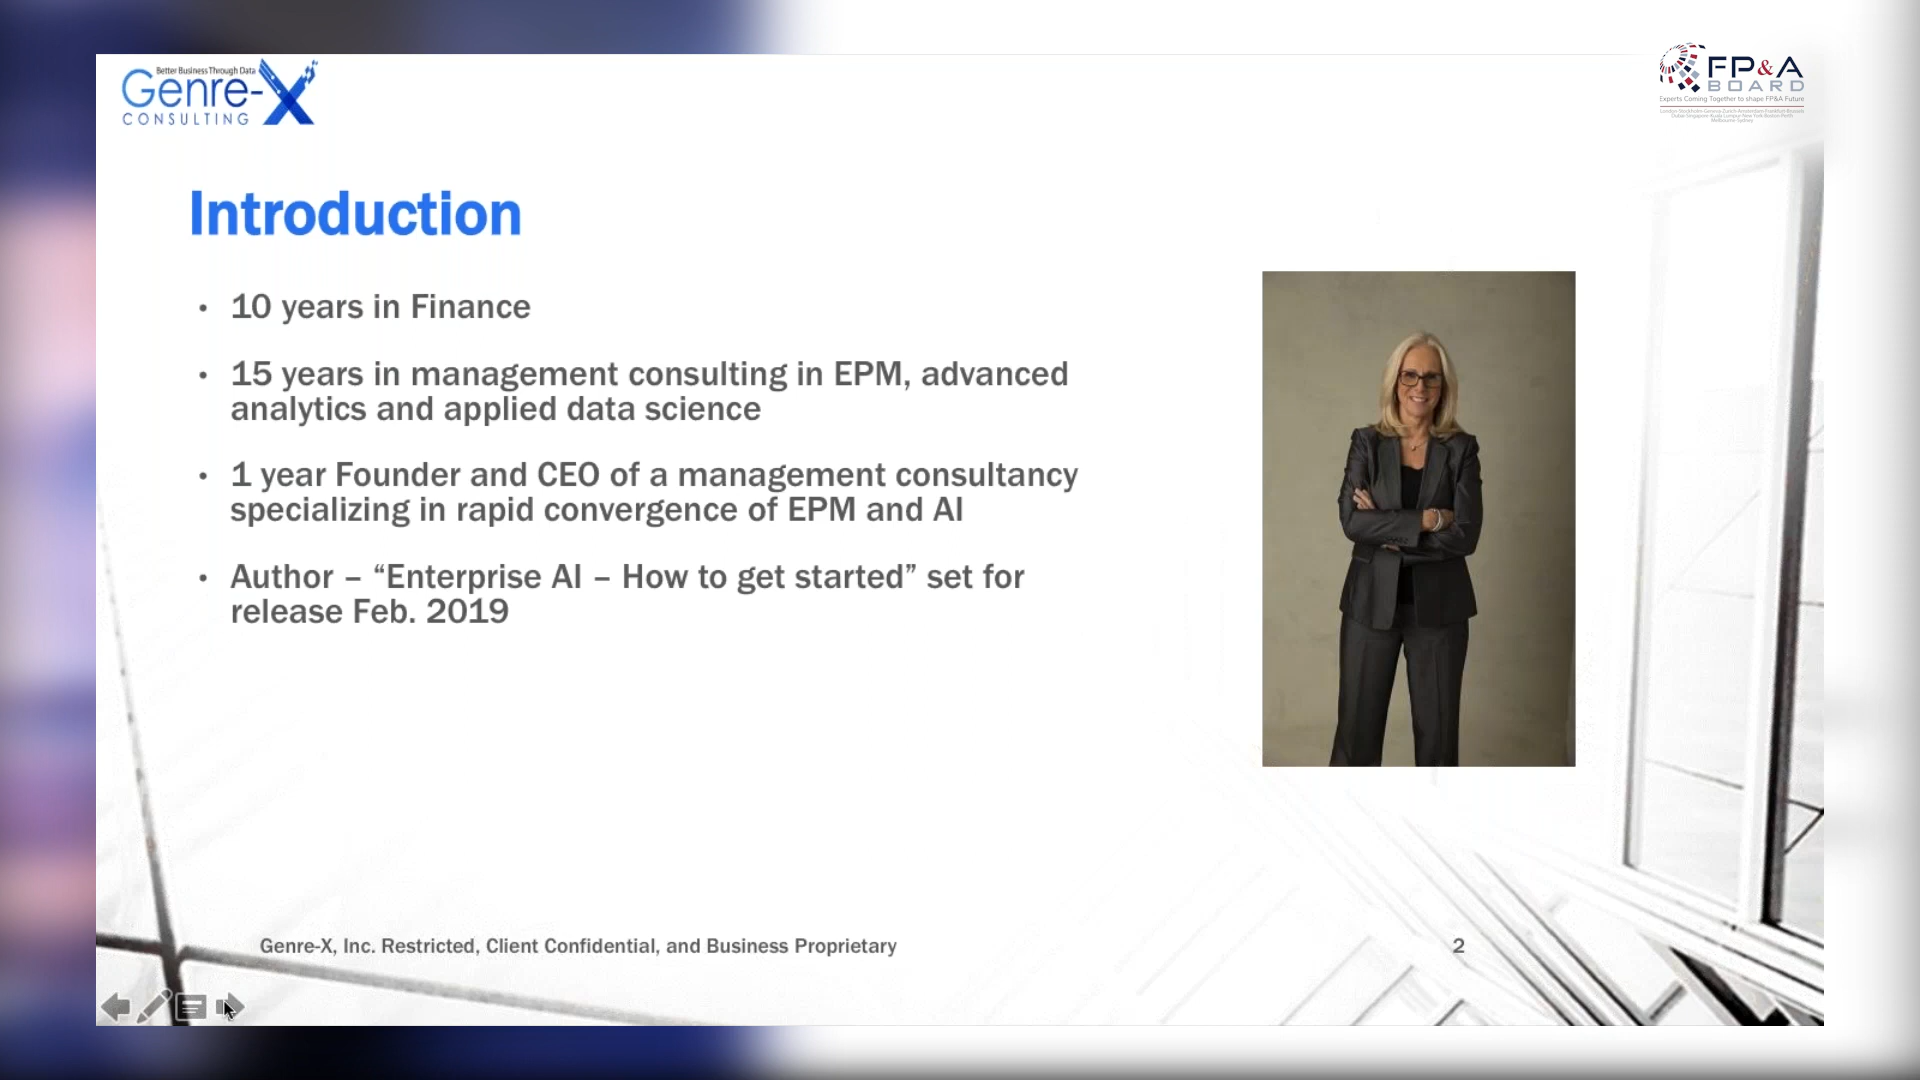 Better Business Through Data
Genre-X
CONSULTING
FP&A
BOARD
Experts Coming Together to shape FP&A Future
Introduction
• 10 years in Finance
• 15 years in management consulting in EPM, advanced
analytics and applied data science
• 1 year Founder and CEO of a management consultancy
specializing in rapid convergence of EPM and AI
• Author – “Enterprise AI – How to get started” set for
release Feb. 2019
Genre-X, Inc. Restricted, Client Confidential, and Business Proprietary
2